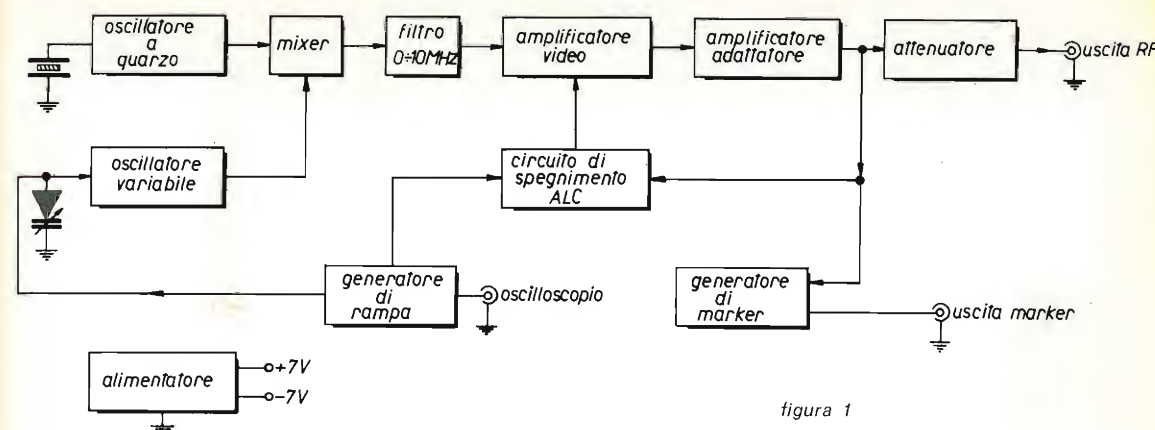 oscillatore
a
quarzo
mixer
filtro
0÷10MHz
amplificatore
video
amplificatore
adattatore
attenuatore
uscita RF
oscillatore
variabile
circuito di
spegnimento
ALC
generatore
di
rampa
oscilloscopio
generatore
di
marker
uscita marker
alimentatore
+7V
-7V
figura 1